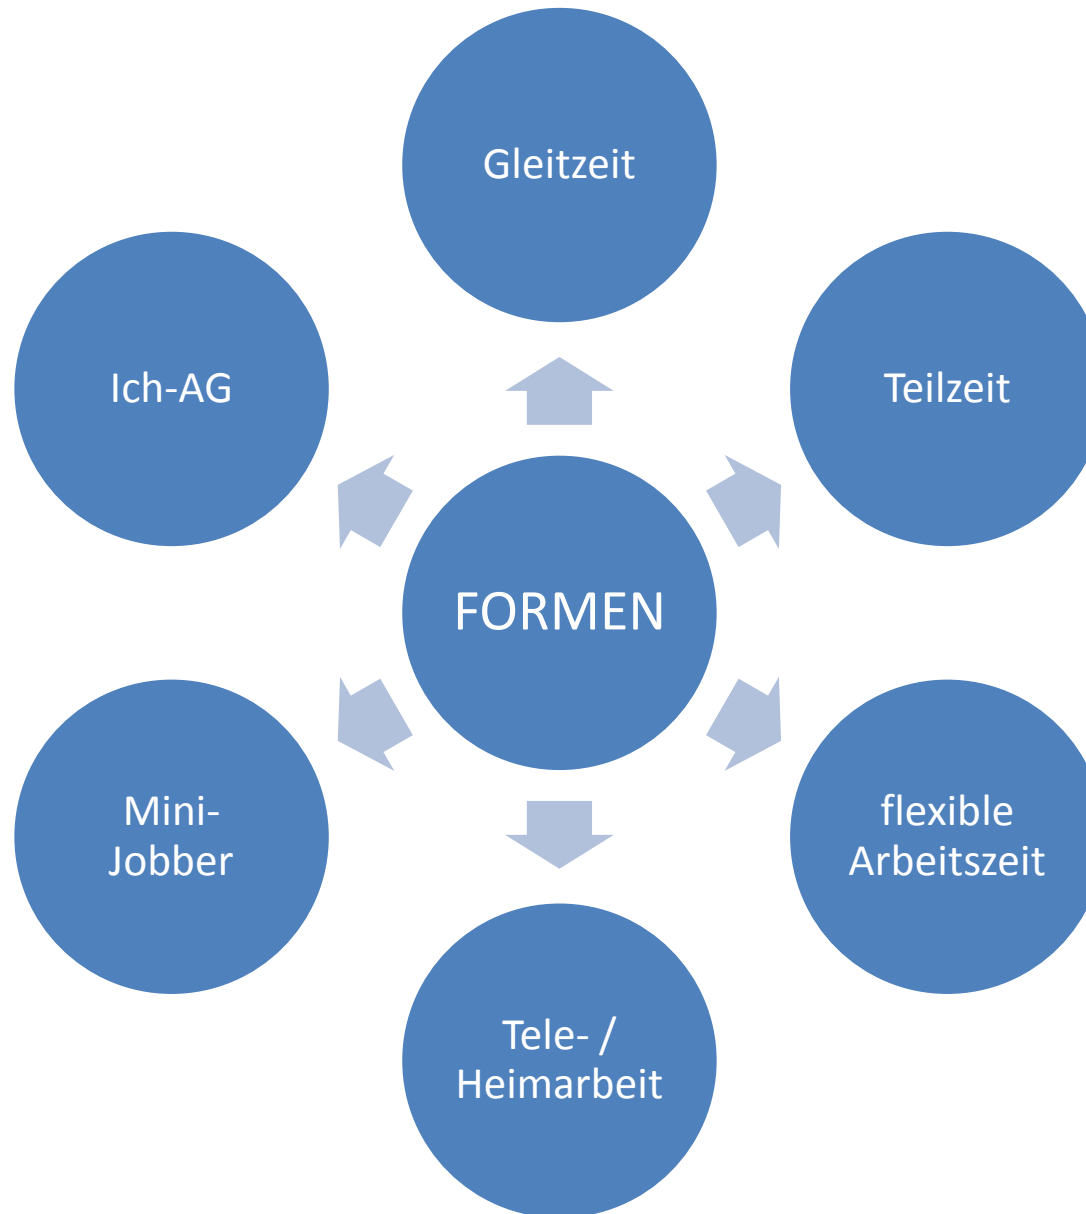 Gleitzeit
Ich-AG
Teilzeit
FORMEN
Mini-
Jobber
flexible
Arbeitszeit
Tele- /
Heimarbeit